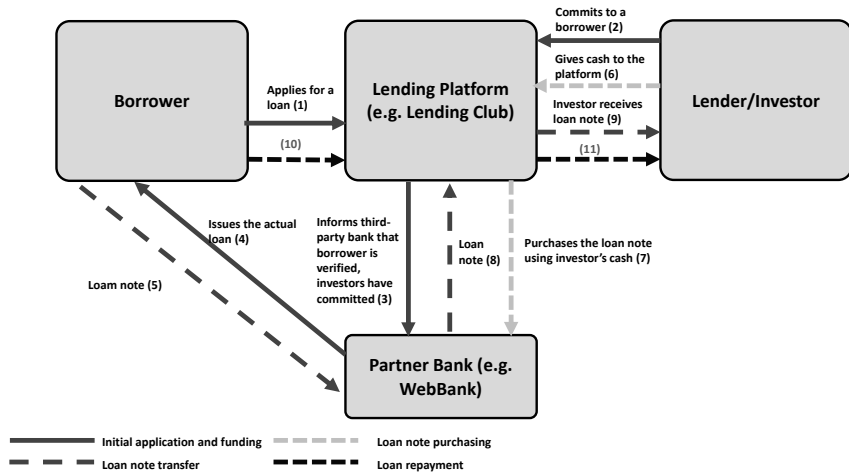 Commits to a
borrower (2)
Gives cash to the
platform (6)
Borrower
Applies for a
loan (1)
Lending Platform
(e.g. Lending Club)
Investor receives
loan note (9)
Lender/Investor
(10)
(11)
Issues the actual
loan (4)
Informs third-
party bank that
borrower is
verified,
investors have
committed (3)
Loan
note (8)
Purchases the loan note
using investor's cash (7)
Loam note (5)
Partner Bank (e.g.
WebBank)
Initial application and funding
Loan note purchasing
Loan note transfer
Loan repayment